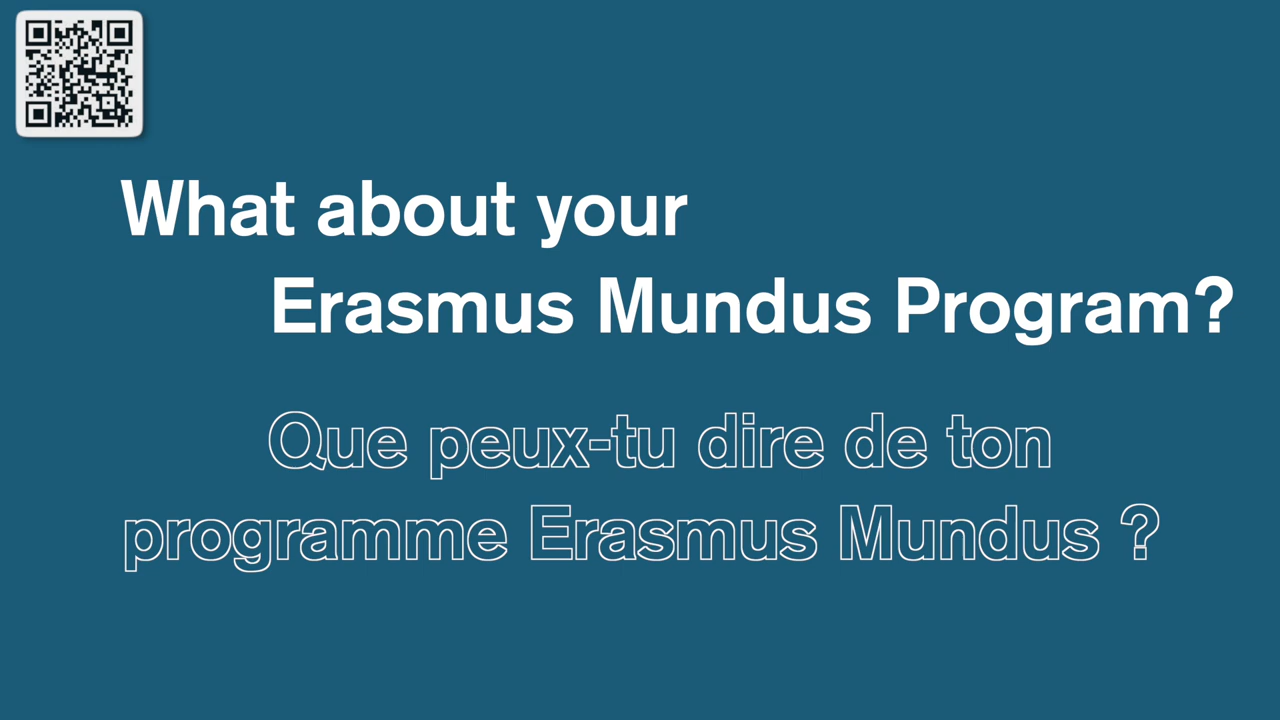 What about your
Erasmus Mundus Program?
Que peux-tu dire de ton
programme Erasmus Mundus ?